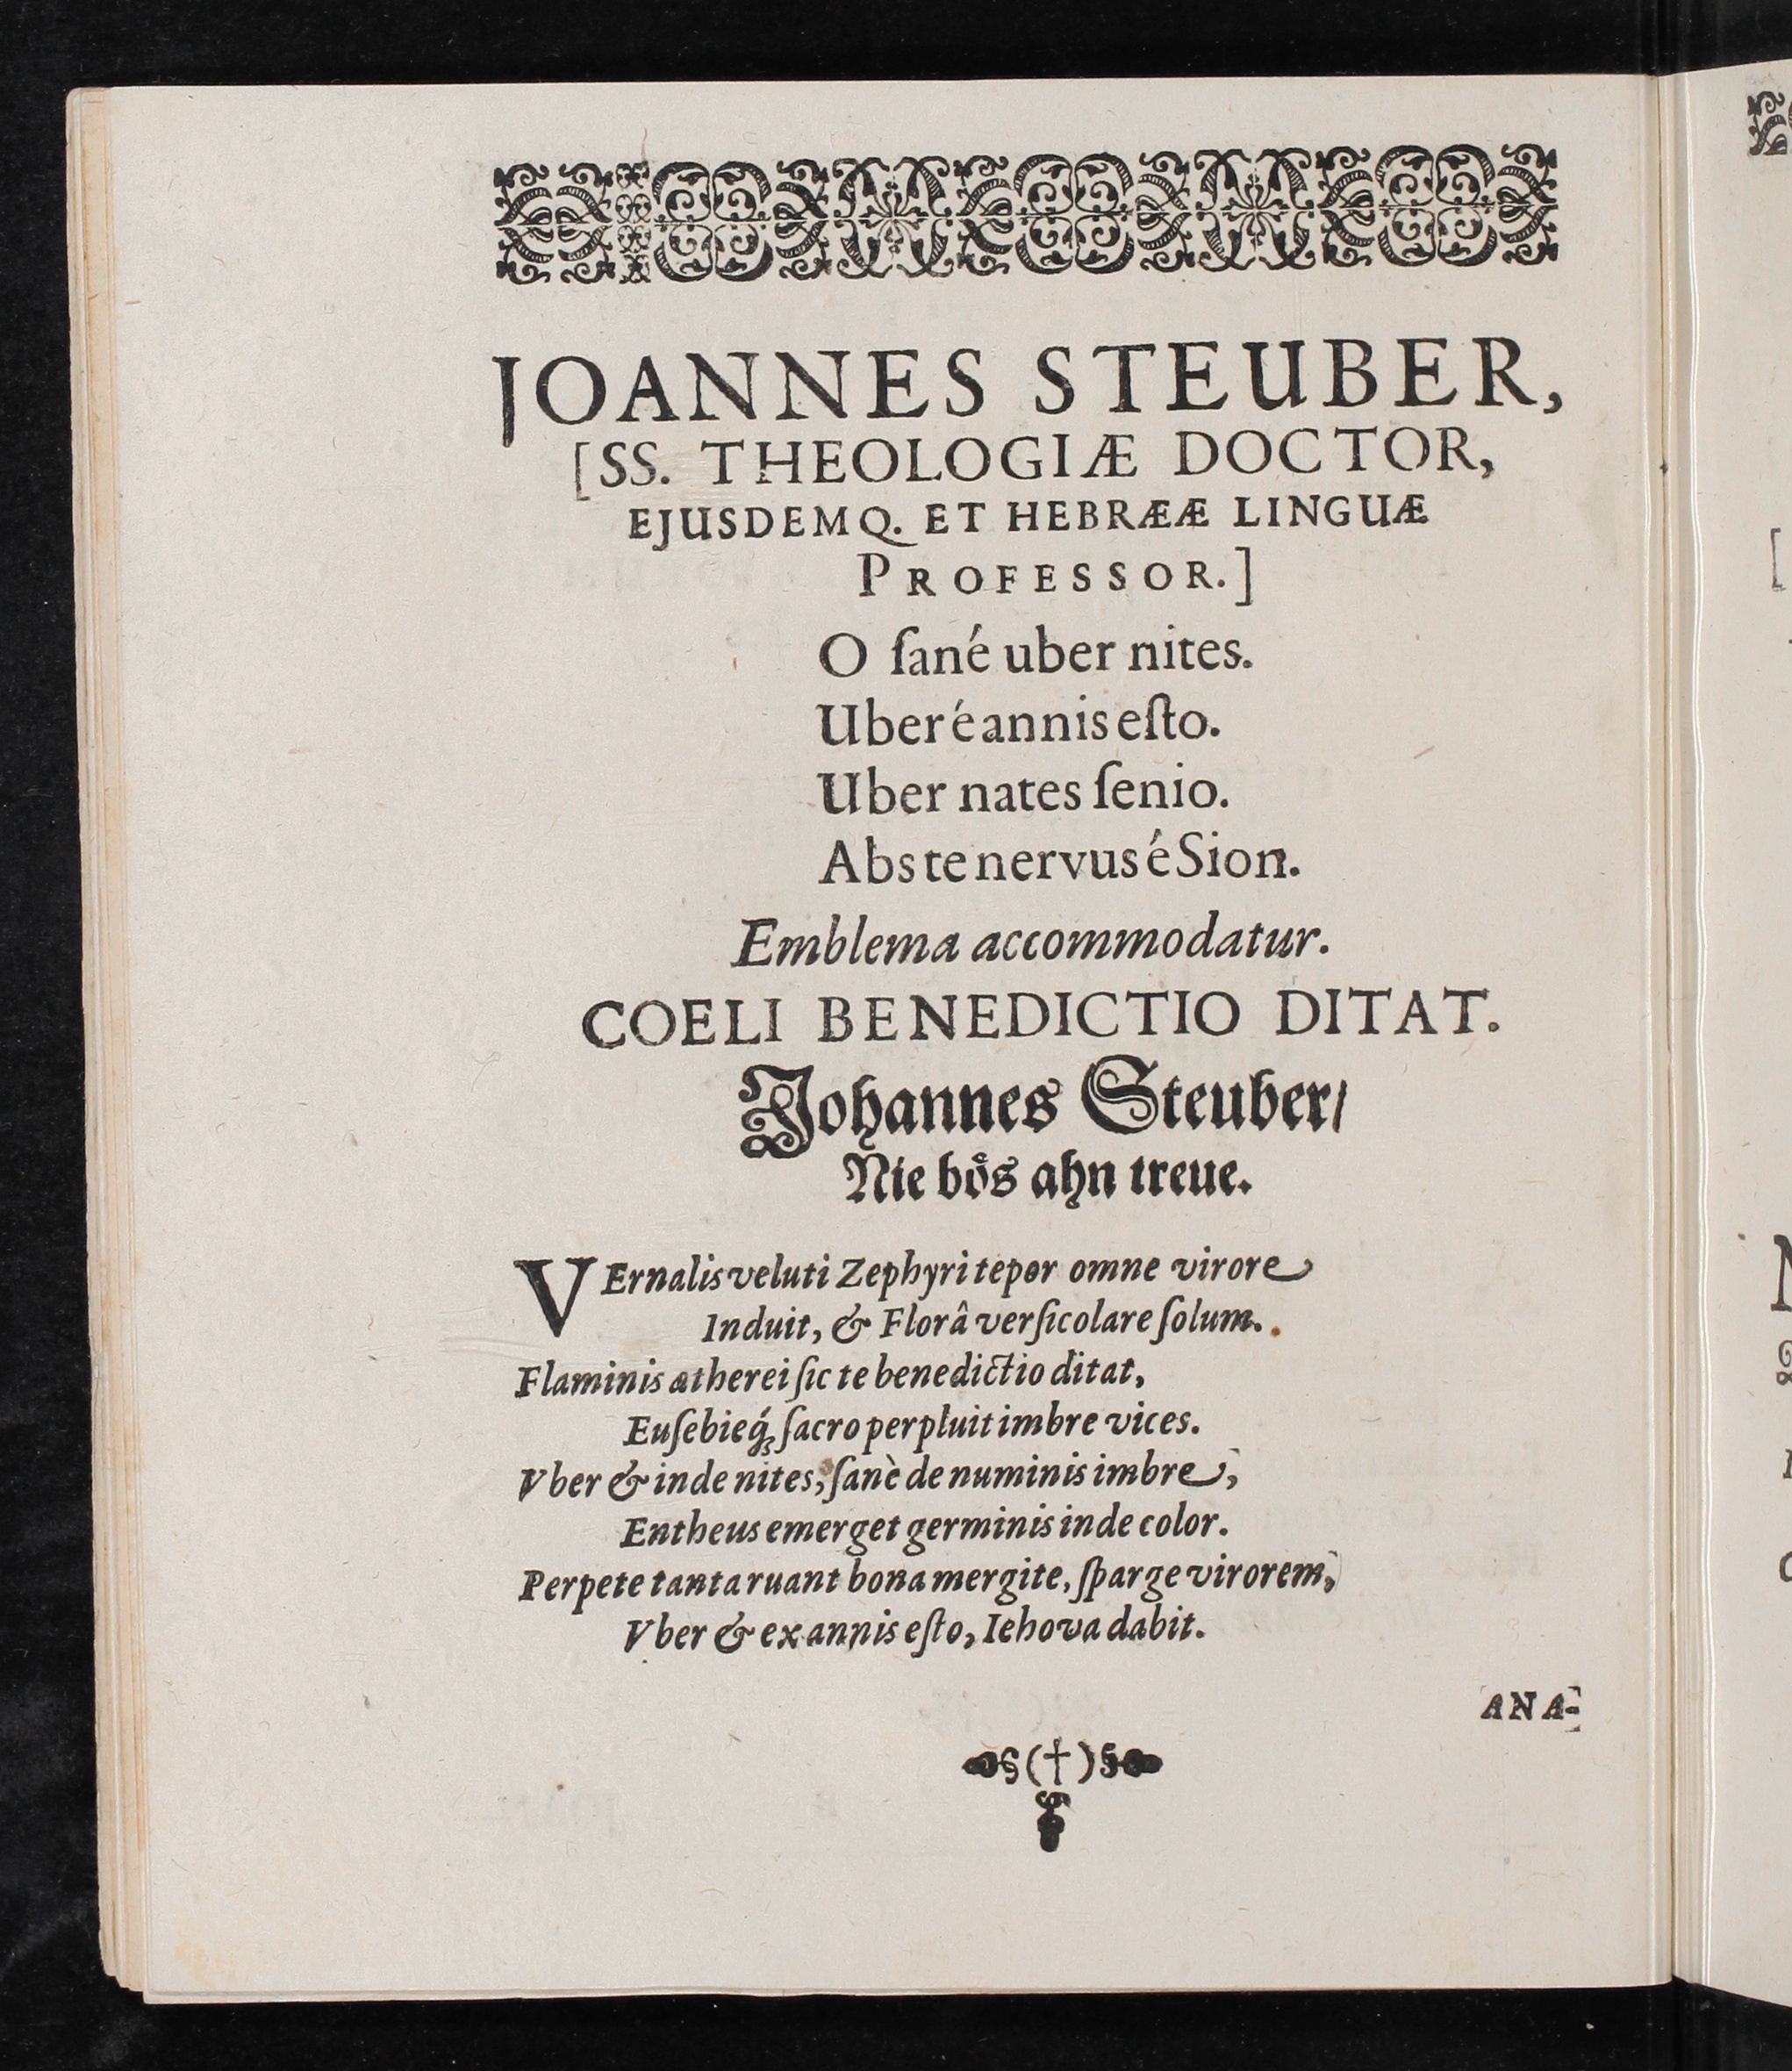 JOANNES STEUBER,
[SS. THEOLOGIÆ DOCTOR,
EJUSDEMQ. ET HEBRÆÆ LINGUÆ
PROFESSOR.]
O ſané uber nites.
Uber é annis eſto.
Uber nates ſenio.
Abs te nervus é Sion.
Emblema accommodatur.
COELI BENEDICTIO DITAT.
Johannes Steuber/
Nie boͤs ahn treue.
VErnalis veluti Zephyri tepor omne virore
Induit, & Florâ verſicolare ſolum.
Flaminis ætherei ſic te benedictio ditat,
Euſebieq́ꝫ ſacro perpluit imbre vices.
Vber & inde nites, ſanè de numinis imbre,
Entheus emerget germinis inde color.
Perpete tanta ruant bona mergite, ſparge virorem,
Vber & ex annis eſto, Iehova dabit.
ANA-
§(†)§